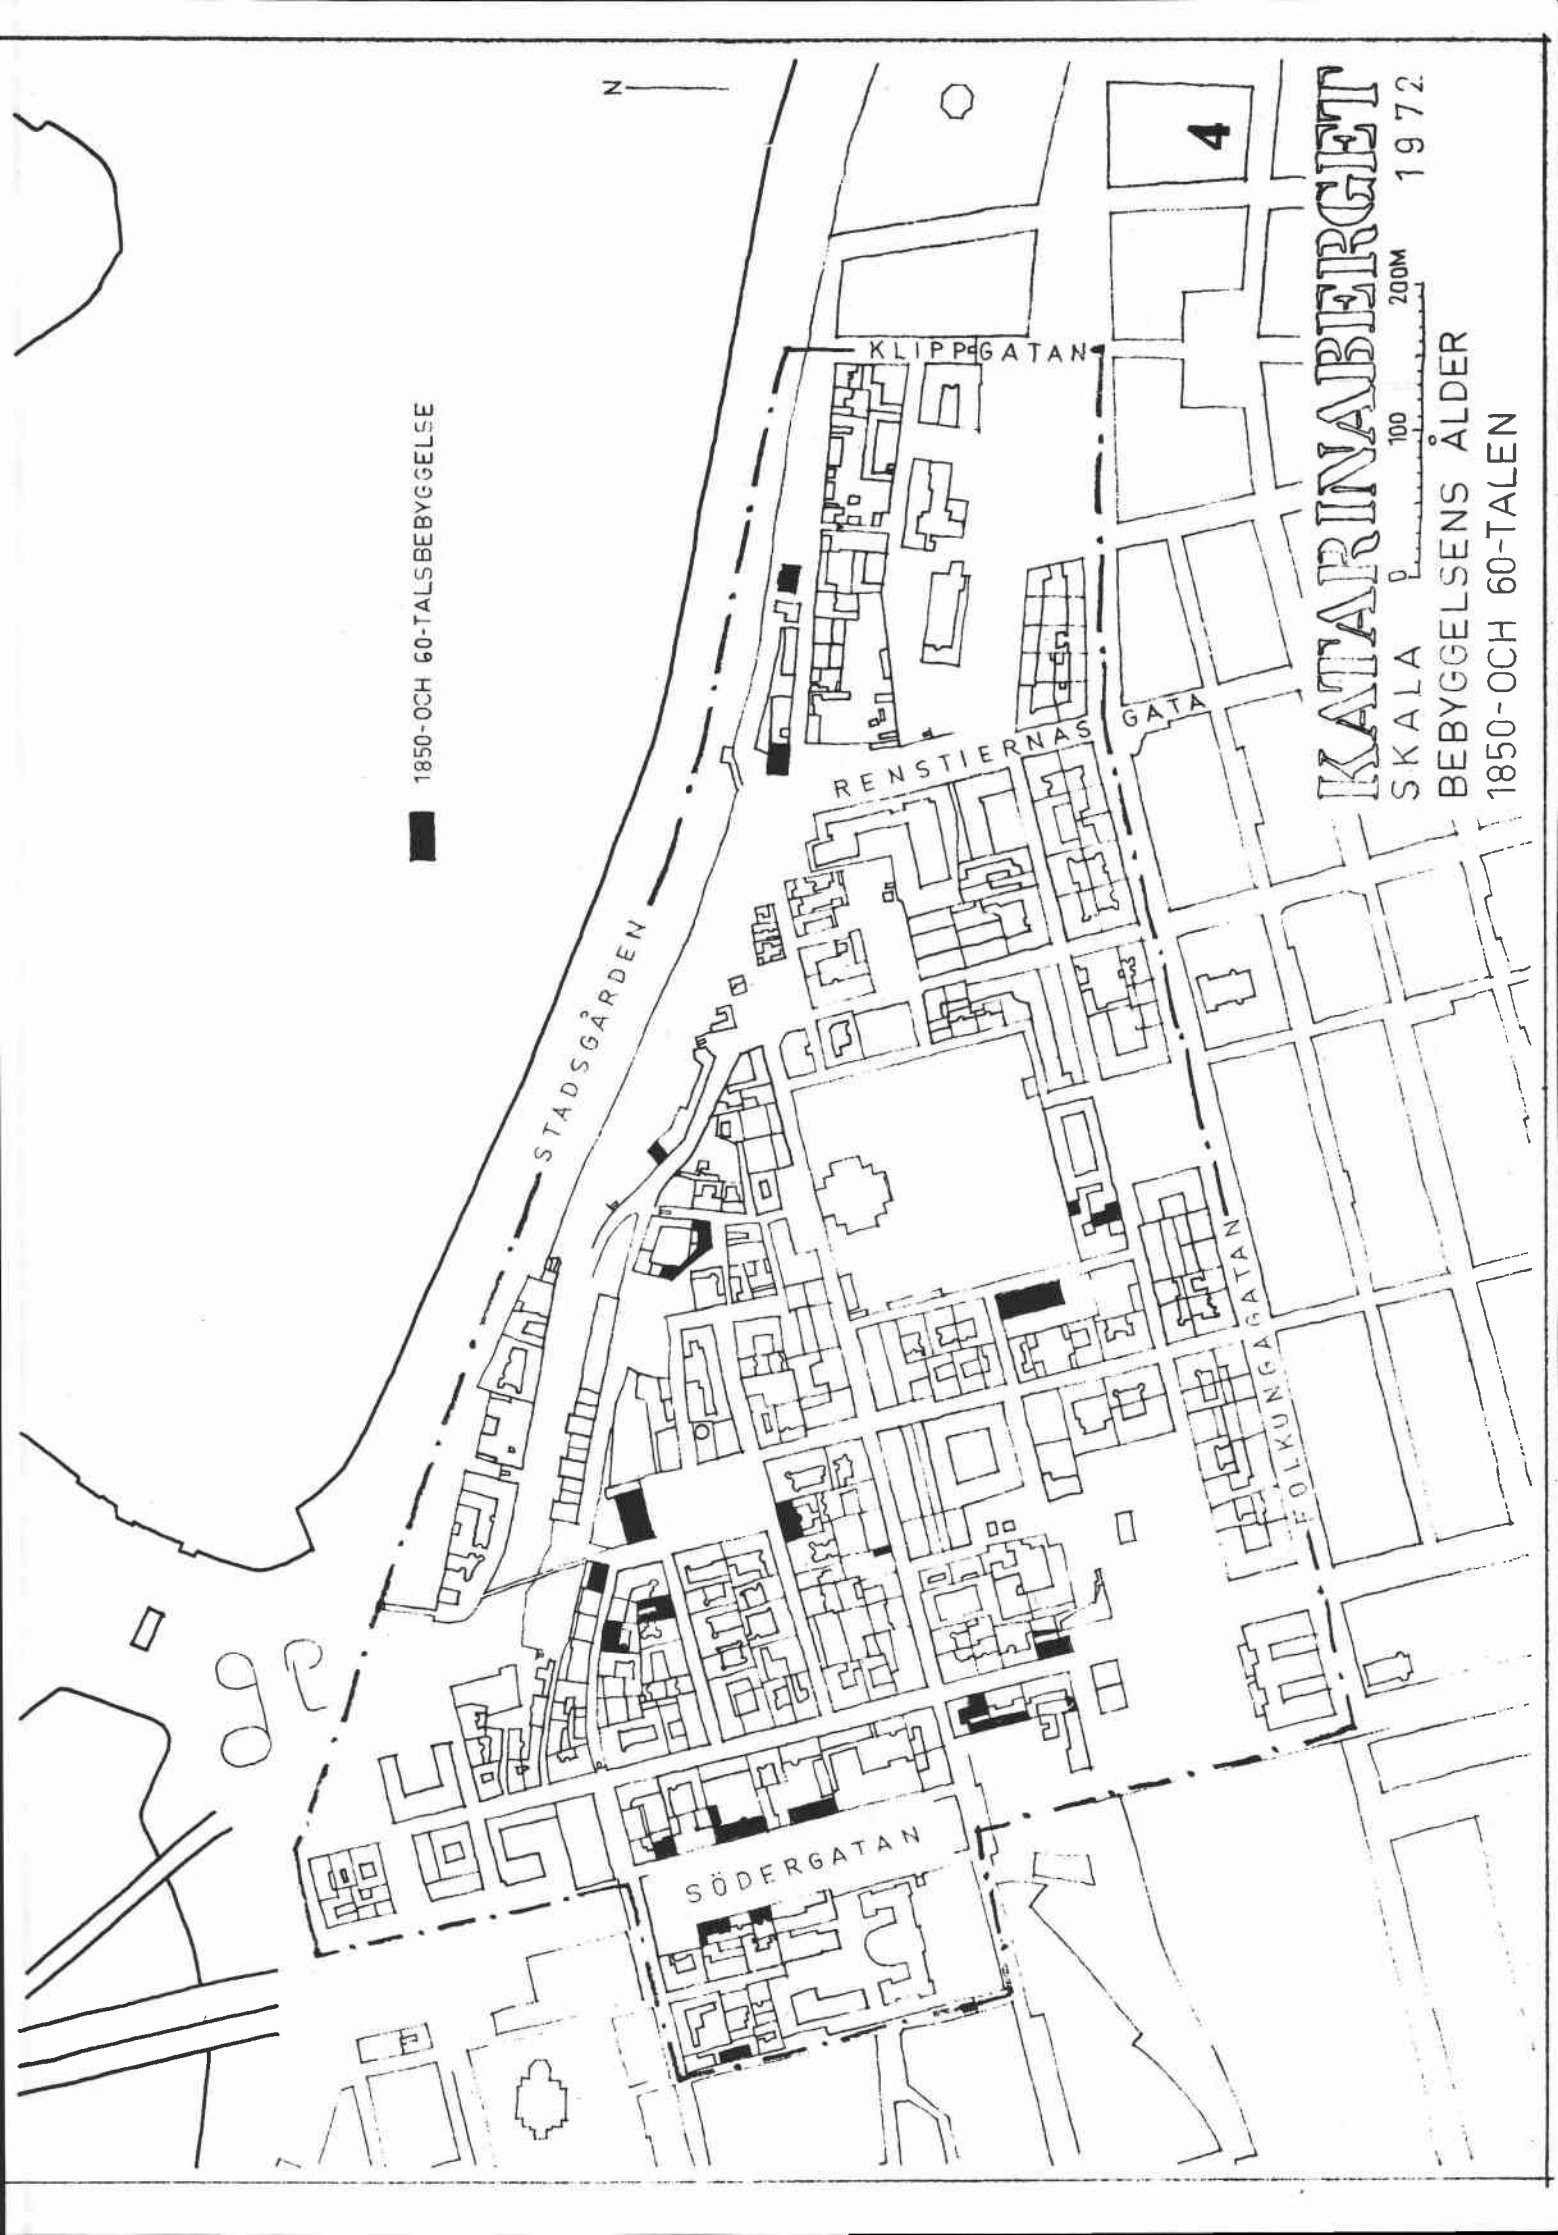 N
4
1850-OCH 60-TALSBEBYGGELSE
STADSGÅRDEN
KLIPPGATAN
RENSTIERNAS GATA
FOLKUNGAGATAN
SÖDERGATAN
KATARINABERGET
SKALA 0 100 200M 1972
BEBYGGELSENS ÅLDER
1850-OCH 60-TALEN